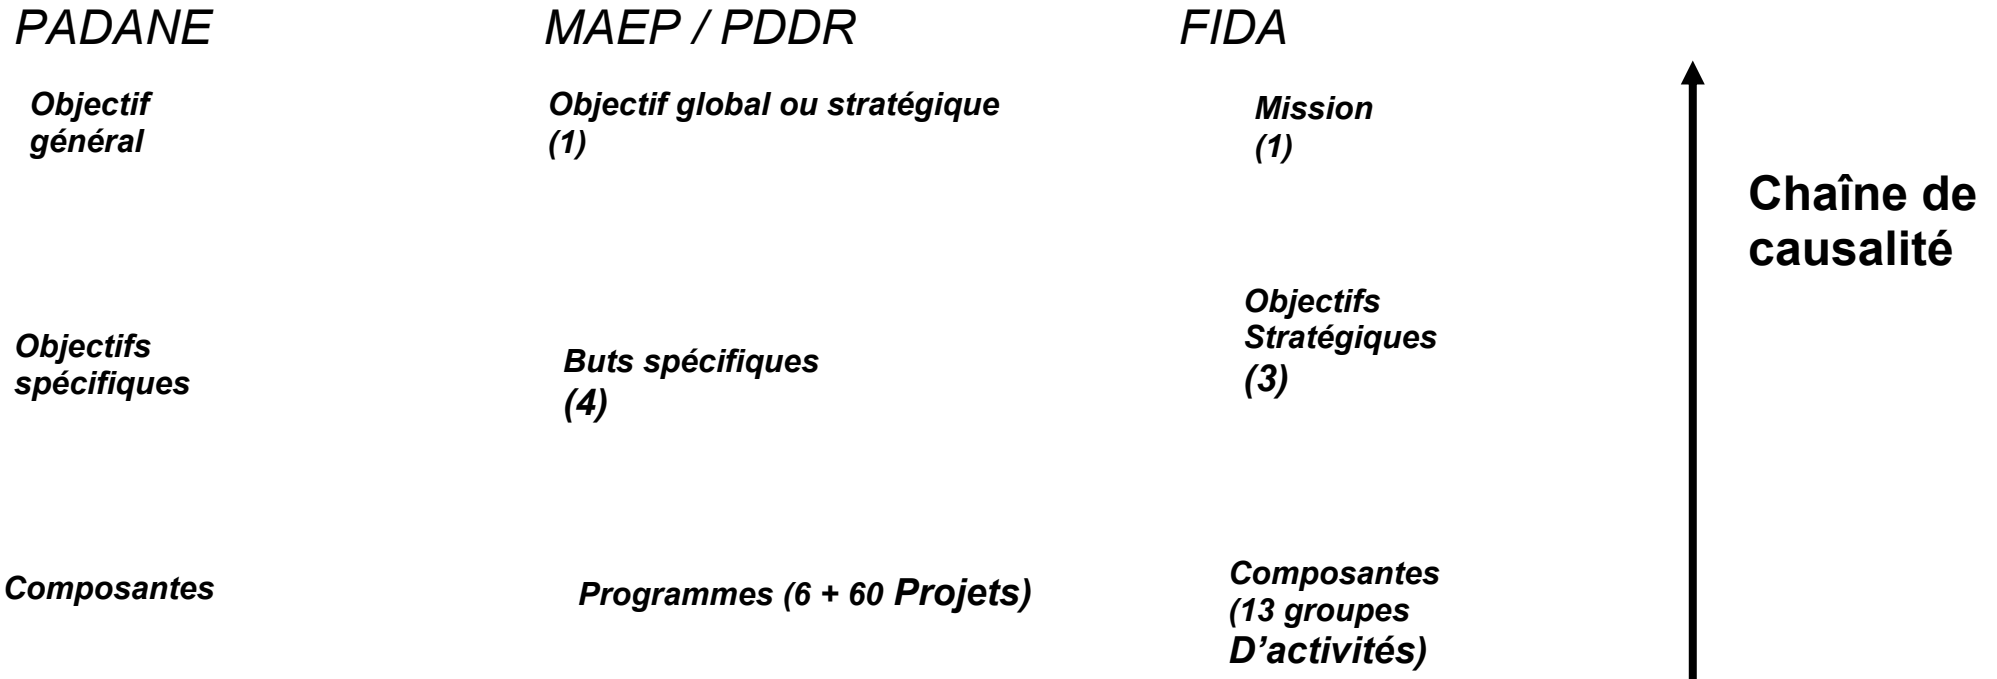 PADANE
MAEP / PDDR
FIDA
Objectif
général
Objectif global ou stratégique
(1)
Mission
(1)
Chaîne de
causalité
Objectifs
spécifiques
Buts spécifiques
(4)
Objectifs
Stratégiques
(3)
Composantes
Programmes (6 + 60 Projets)
Composantes
(13 groupes
D’activités)